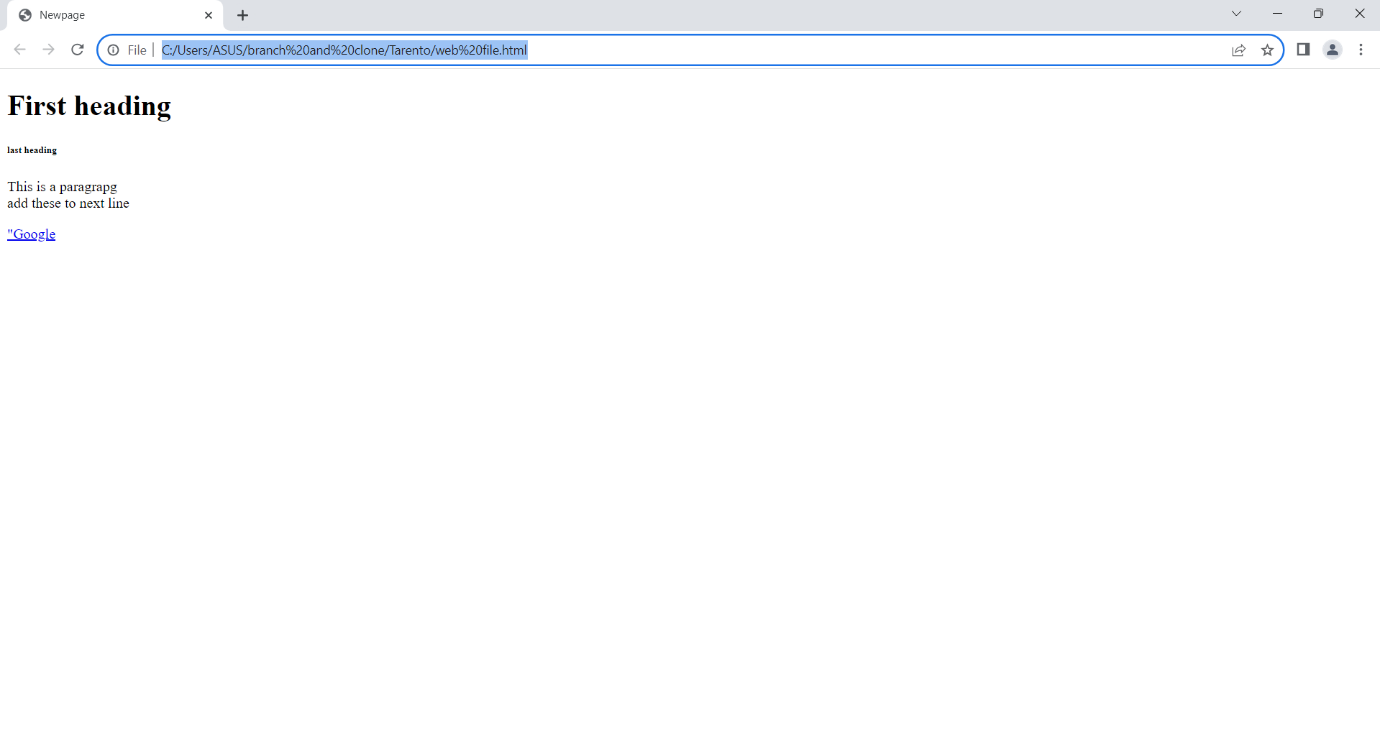 Newpage
File C:/Users/ASUS/branch%20and%20clone/Tarento/web%20file.html
First heading
last heading
This is a paragrapg
add these to next line
"Google